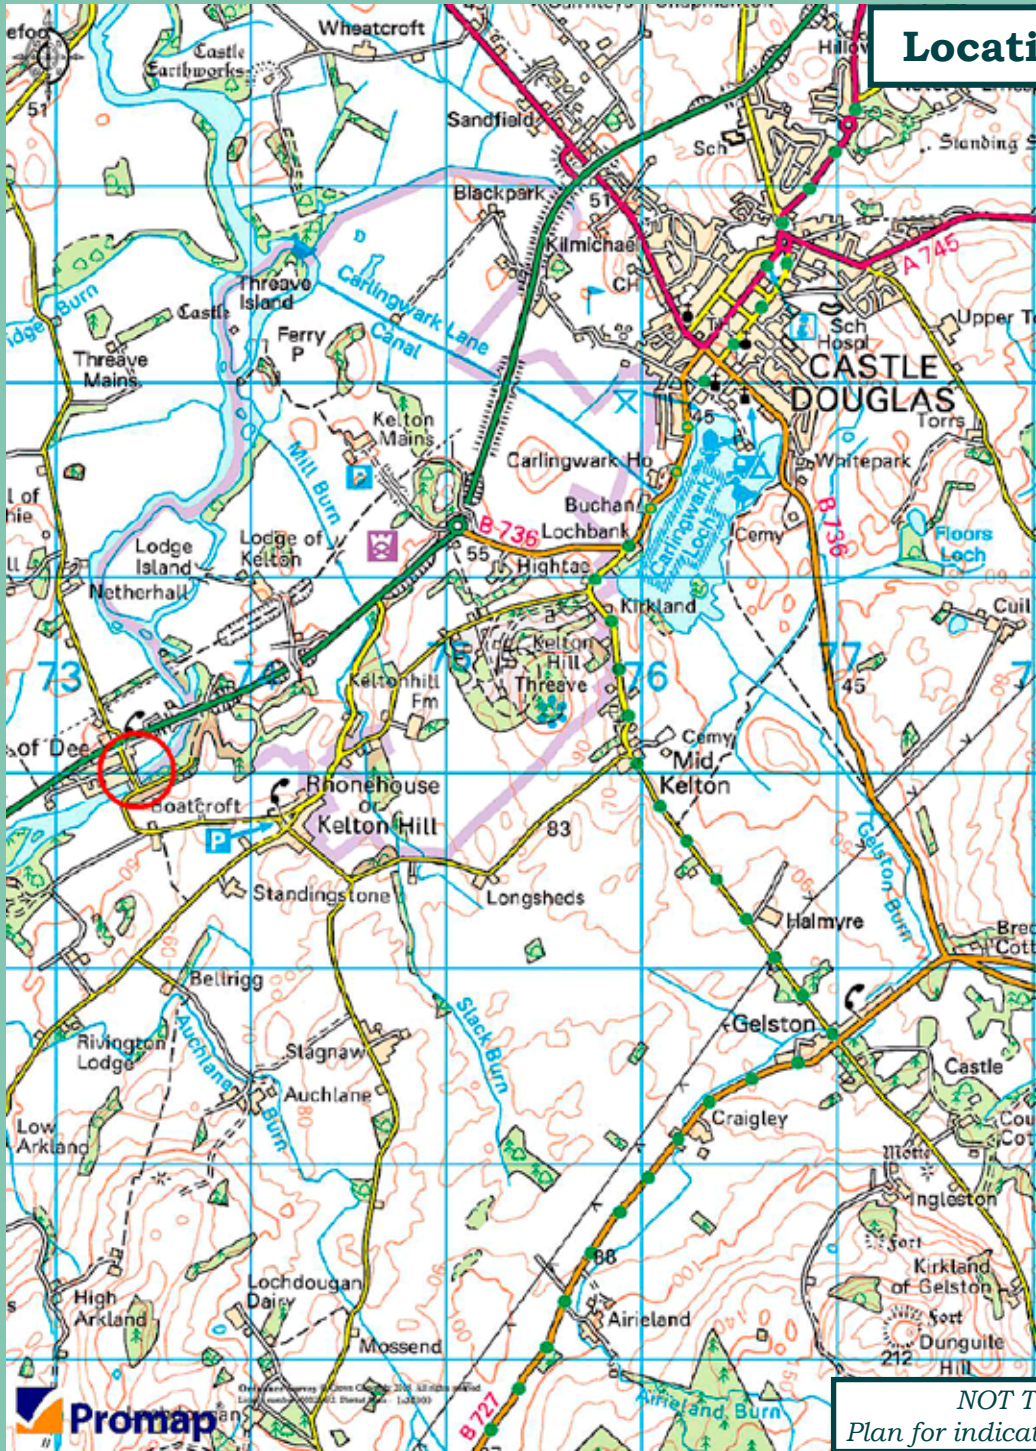 Locati
Wheatcroft
Castle
Earthworks
51
Sandfield
Sch
Standing S
Blackpark
51
Kilmichael
CH
A 745
Threave
Island
Carlingwark Lane
Canal
Castle
Ferry
P
Threave
Mains
Upper To
Sch
Hospl
CASTLE
DOUGLAS
45
Torrs
Kelton
Mains
P
Mill Burn
Carlingwark Ho
Whitepark
Buchan
Carlingwark
Loch
B 736
Lochbank
B 736
Cemy
Floors
Loch
Lodge
Island
Lodge of
Kelton
55
Hightae
Netherhall
Kirkland
Cuil
73
74
75
76
77
Kelton
Hill
Threave
Keltonhill
Fm
45
of Dee
Cemy
Mid
Kelton
Boatcroft
Rhonehouse
or
Kelton Hill
P
83
Gelston Burn
Standingstone
Longsheds
Halmyre
Bellrigg
Slack Burn
Gelston
Rivington
Lodge
Auchlane
Burn
Slagnaw
Auchlane
Castle
Low
Arkland
Craigley
Motte
Ingleston
Fort
Kirkland
of Gelston
88
High
Arkland
Lochdougan
Dairy
Airieland
Fort
Dunguile
Hill
212
Mossend
Airieland Burn
B 727
Promap
NOT T
Plan for indica